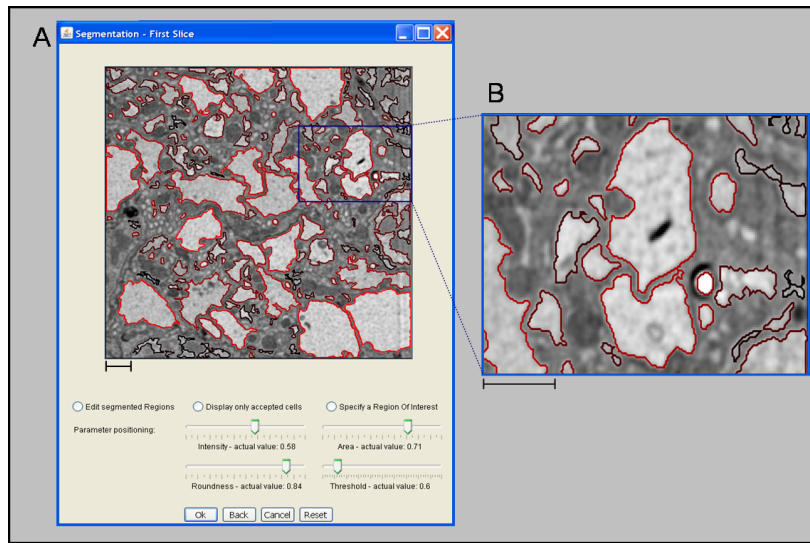 A
Segmentation - First Slice
B
Edit segmented Regions
Display only accepted cells
Specify a Region Of Interest
Parameter positioning:
Intensity - actual value: 0.58
Area - actual value: 0.71
Roundness - actual value: 0.84
Threshold - actual value: 0.6
Ok
Back
Cancel
Reset